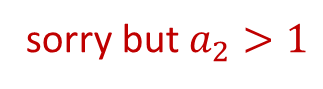 sorry but a₂ > 1